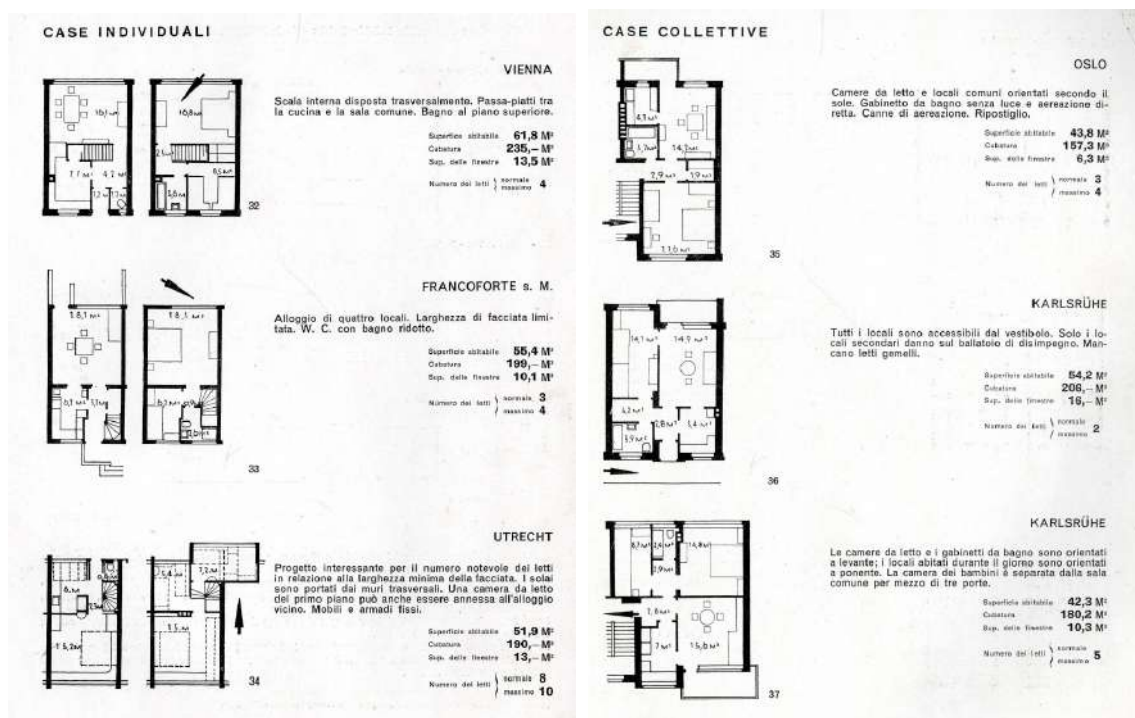 CASE INDIVIDUALI
VIENNA
Scala interna disposta trasversalmente. Passa-piatti tra
la cucina e la sala comune. Bagno al piano superiore.
Superficie abitabile 61,8 M²
Cubatura 235,— M³
Sup. delle finestre 13,5 M²
Numero dei letti normale massimo 4
32
FRANCOFORTE s. M.
Alloggio di quattro locali. Larghezza di facciata limi-
tata. W. C. con bagno ridotto.
Superficie abitabile 55,4 M²
Cubatura 199,— M³
Sup. delle finestre 10,1 M²
Numero dei letti normale 3
massimo 4
18,1
33
UTRECHT
Progetto interessante per il numero notevole dei letti
in relazione alla larghezza minima della facciata. I solai
sono portati dai muri trasversali. Una camera da letto
del primo piano può anche essere annessa all'alloggio
vicino. Mobili e armadi fissi.
Superficie abitabile 51,9 M²
Cubatura 190,— M³
Sup. delle finestre 13,— M²
Numero dei letti normale 8
massimo 10
34
CASE COLLETTIVE
OSLO
Camere da letto e locali comuni orientati secondo il
sole. Gabinetto da bagno senza luce e aereazione di-
retta. Canne di aereazione. Ripostiglio.
Superficie abitabile 43,8 M²
Cubatura 157,3 M³
Sup. delle finestre 6,3 M²
Numero dei letti normale 3
massimo 4
35
KARLSRÜHE
Tutti i locali sono accessibili dal vestibolo. Solo i lo-
cali secondari danno sul ballatoio di disimpegno. Man-
cano letti gemelli.
Superficie abitabile 54,2 M²
Cubatura 206,— M³
Sup. delle finestre 16,— M²
Numero dei letti normale massimo 2
36
KARLSRÜHE
Le camere da letto e i gabinetti da bagno sono orientati
a levante; i locali abitati durante il giorno sono orientati
a ponente. La camera dei bambini è separata dalla sala
comune per mezzo di tre porte.
Superficie abitabile 42,3 M²
Cubatura 180,2 M³
Sup. delle finestre 10,3 M²
Numero dei letti normale massimo 5
37